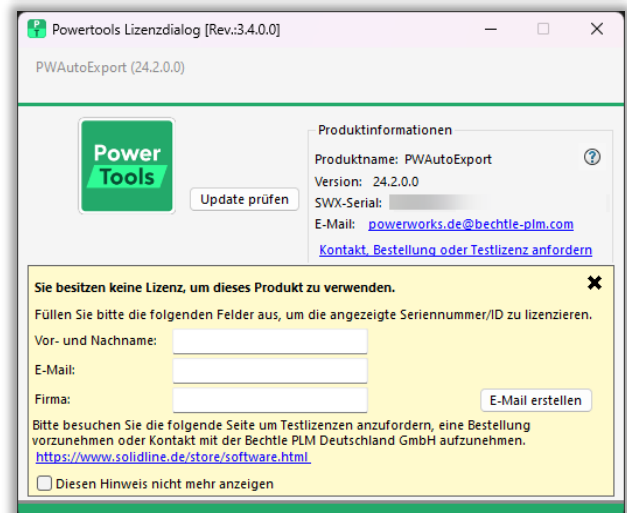 P
T
Powertools Lizenzdialog [Rev.:3.4.0.0]
PWAutoExport (24.2.0.0)
Power
Tools
Update prüfen
Produktinformationen
Produktname: PWAutoExport
?
Version: 24.2.0.0
SWX-Serial:
E-Mail: powerworks.de@bechtle-plm.com
Kontakt, Bestellung oder Testlizenz anfordern
Sie besitzen keine Lizenz, um dieses Produkt zu verwenden.
Füllen Sie bitte die folgenden Felder aus, um die angezeigte Seriennummer/ID zu lizenzieren.
Vor- und Nachname:
E-Mail:
Firma:
E-Mail erstellen
Bitte besuchen Sie die folgende Seite um Testlizenzen anzufordern, eine Bestellung
vorzunehmen oder Kontakt mit der Bechtle PLM Deutschland GmbH aufzunehmen.
https://www.solidline.de/store/software.html
Diesen Hinweis nicht mehr anzeigen